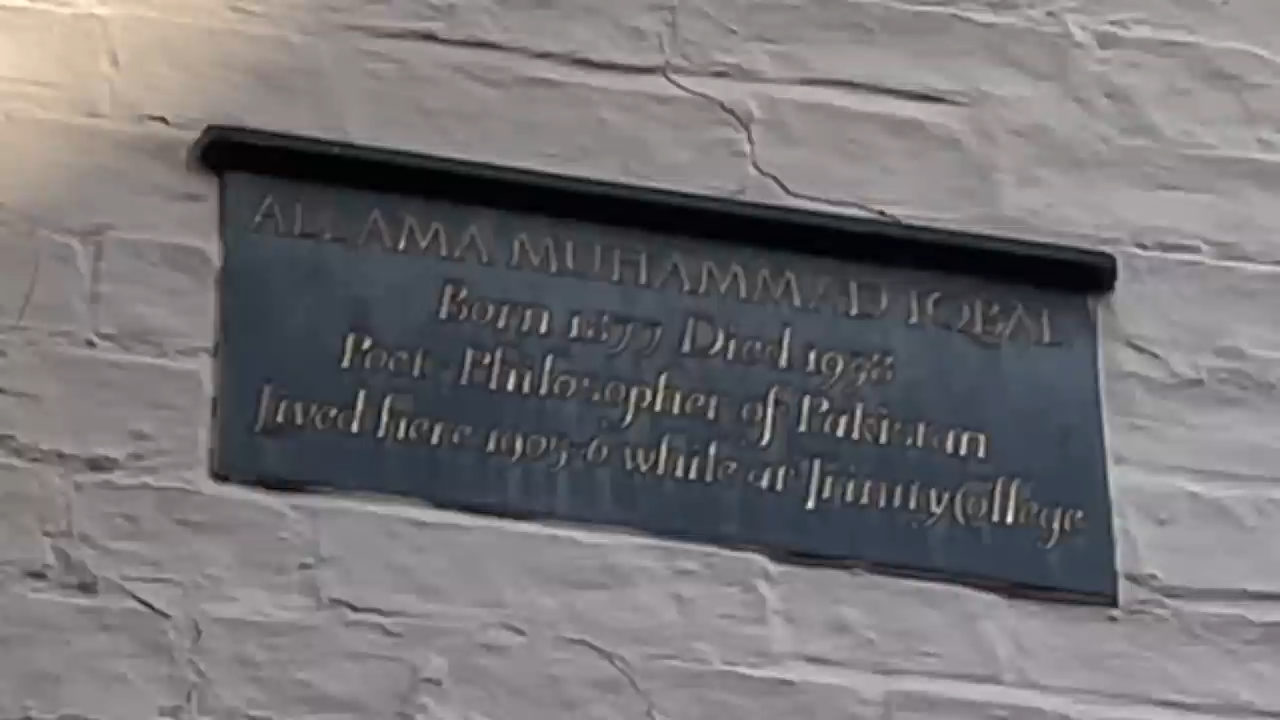 ALLAMA MUHAMMAD IQBAL
Born 1877 Died 1938
Poet-Philosopher of Pakistan
Lived here 1905-6 while at Trinity College